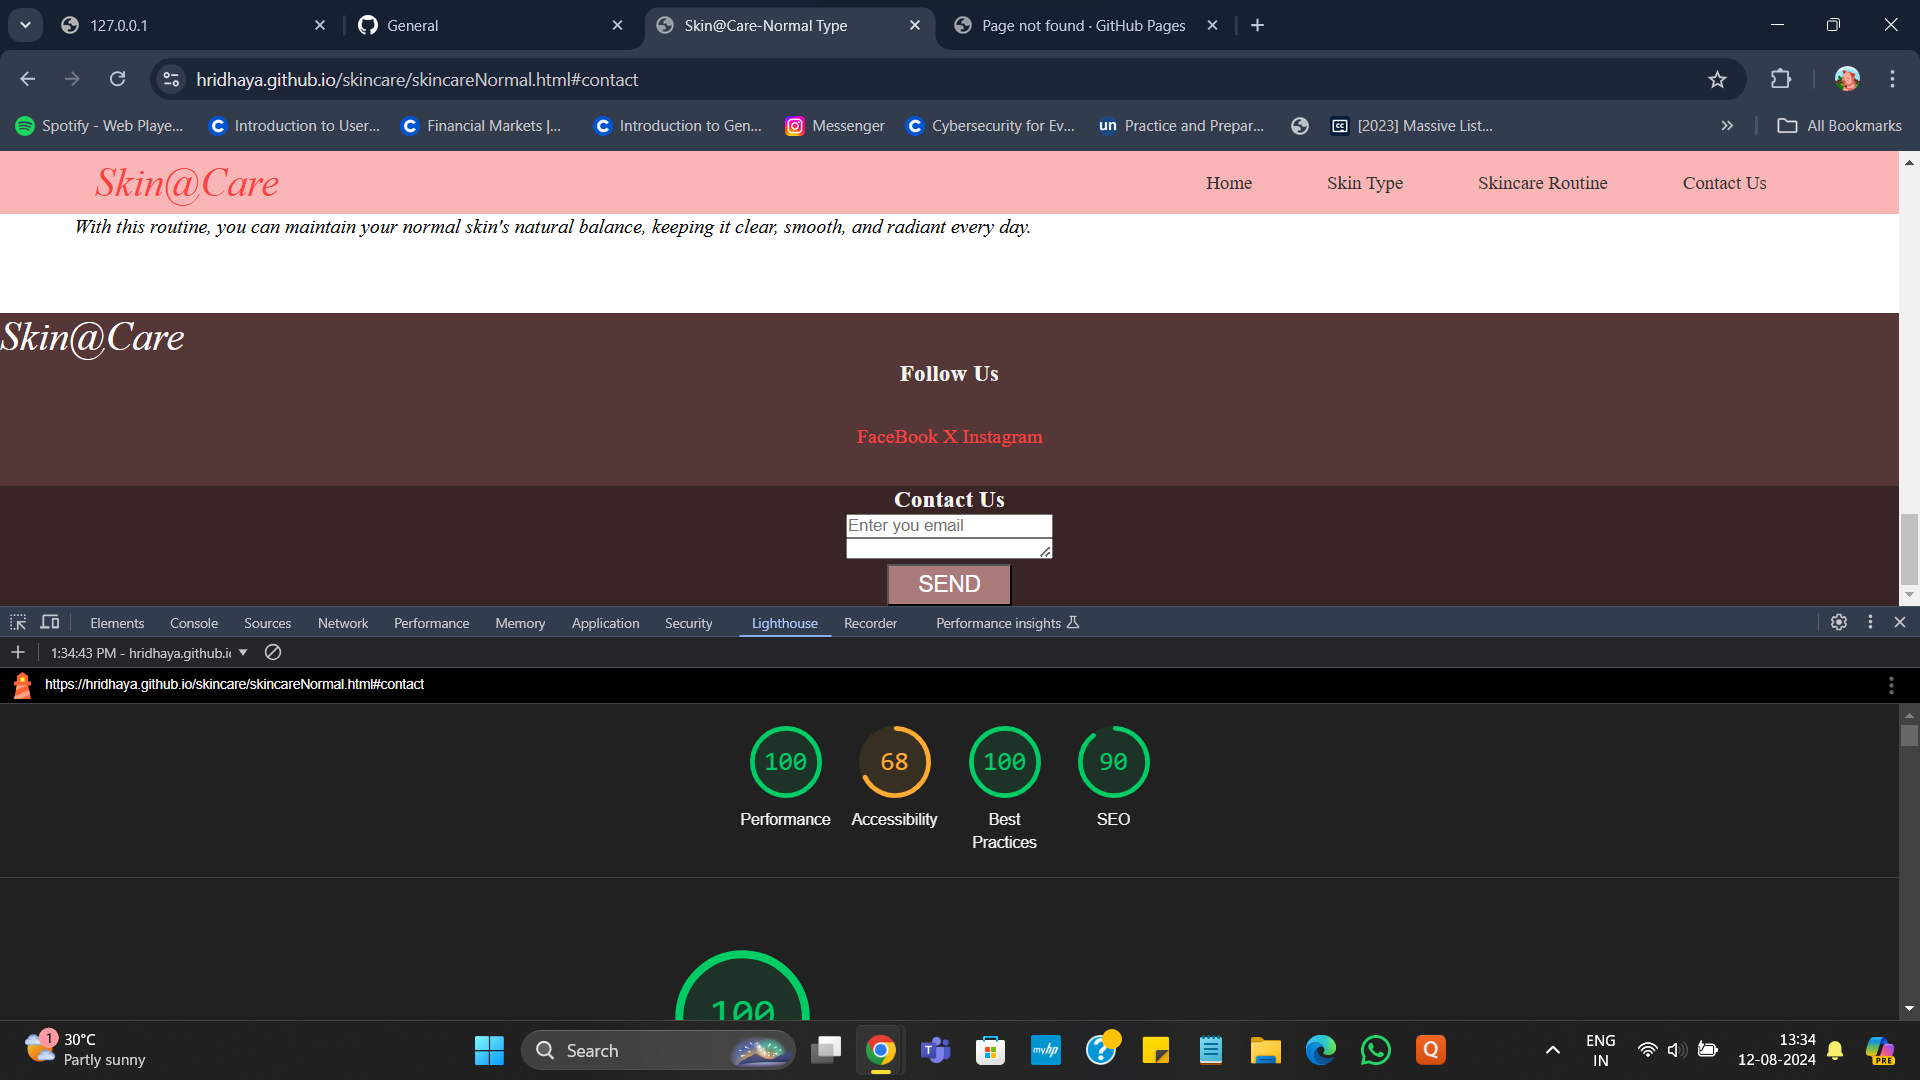 127.0.0.1
General
Skin@Care-Normal Type
Page not found · GitHub Pages
hridhaya.github.io/skincare/skincareNormal.html#contact
Spotify - Web Playe...
Introduction to User...
Financial Markets |...
Introduction to Gen...
Messenger
Cybersecurity for Ev...
un Practice and Prepar...
cc [2023] Massive List...
All Bookmarks
Skin@Care
Home
Skin Type
Skincare Routine
Contact Us
With this routine, you can maintain your normal skin's natural balance, keeping it clear, smooth, and radiant every day.
Skin@Care
Follow Us
FaceBook X Instagram
Contact Us
Enter you email
SEND
Elements
Console
Sources
Network
Performance
Memory
Application
Security
Lighthouse
Recorder
Performance insights
1:34:43 PM - hridhaya.github.i
https://hridhaya.github.io/skincare/skincareNormal.html#contact
100
68
100
90
Performance
Accessibility
Best
Practices
SEO
100
1
30°C
Partly sunny
Search
myhp
Q
ENG
IN
13:34
12-08-2024
PRE